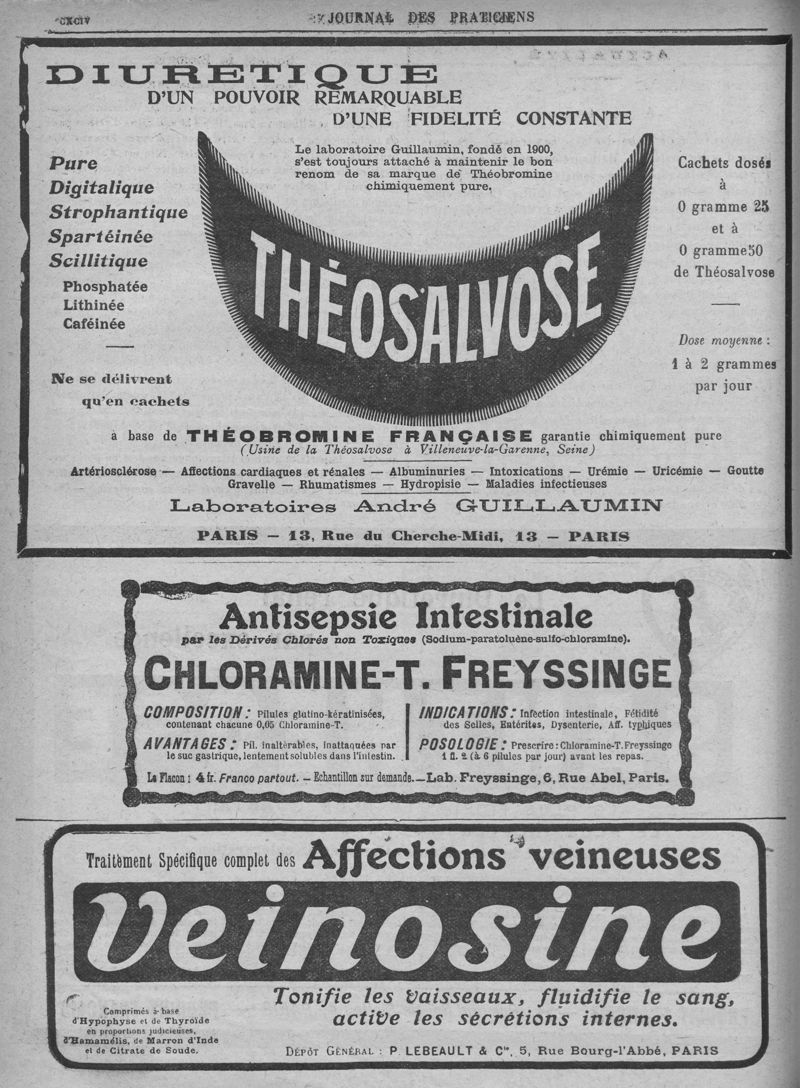 CXCIV
JOURNAL DES PRATICIENS
DIURETIQUE
D'UN POUVOIR REMARQUABLE
D'UNE FIDELITÉ CONSTANTE
Le laboratoire Guillaumin, fondé en 1900,
s'est toujours attaché à maintenir le bon
renom de sa marque de Théobromine
chimiquement pure.
Pure
Digitalique
Strophantique
Spartéinée
Scillitique
Phosphatée
Lithinée
Caféinée
Ne se délivrent
qu'en cachets
THÉOSALVOSE
Cachets dosés
à
0 gramme 25
et à
0 gramme 50
de Théosalvose
Dose moyenne :
1 à 2 grammes
par jour
à base de THÉOBROMINE FRANÇAISE garantie chimiquement pure
(Usine de la Théosalvose à Villeneuve-la-Garenne, Seine)
Artériosclérose — Affections cardiaques et rénales — Albuminuries — Intoxications — Urémie — Uricémie — Goutte
Gravelle — Rhumatismes — Hydropisie — Maladies infectieuses
Laboratoires André GUILLAUMIN
PARIS — 13, Rue du Cherche-Midi, 13 — PARIS
Antisepsie Intestinale
par les Dérivés Chlorés non Toxiques (Sodium-paratoluène-sulfo-chloramine).
CHLORAMINE-T. FREYSSINGE
COMPOSITION : Pilules glutino-kératinisées,
contenant chacune 0,05 Chloramine-T.
AVANTAGES : Pil. inaltérables, inattaquées par
le suc gastrique, lentement solubles dans l'intestin.
INDICATIONS : Infection intestinale, Fétidité
des Selles, Entérites, Dysenterie, Aff. typhiques
POSOLOGIE : Prescrire : Chloramine-T. Freyssinge
1 fl. 2 (à 6 pilules par jour) avant les repas.
Le Flacon : 4 fr. Franco partout. — Echantillon sur demande. — Lab. Freyssinge, 6, Rue Abel, Paris.
Traitèment Spécifique complet des Affections veineuses
Veinosine
Comprimés à base
d'Hypophyse et de Thyroïde
en proportions judicieuses,
d'Hamamélis, de Marron d'Inde
et de Citrate de Soude.
Tonifie les vaisseaux, fluidifie le sang,
active les sécrétions internes.
DÉPÔT GÉNÉRAL : P. LEBEAULT & Cie, 5, Rue Bourg-l'Abbé, PARIS